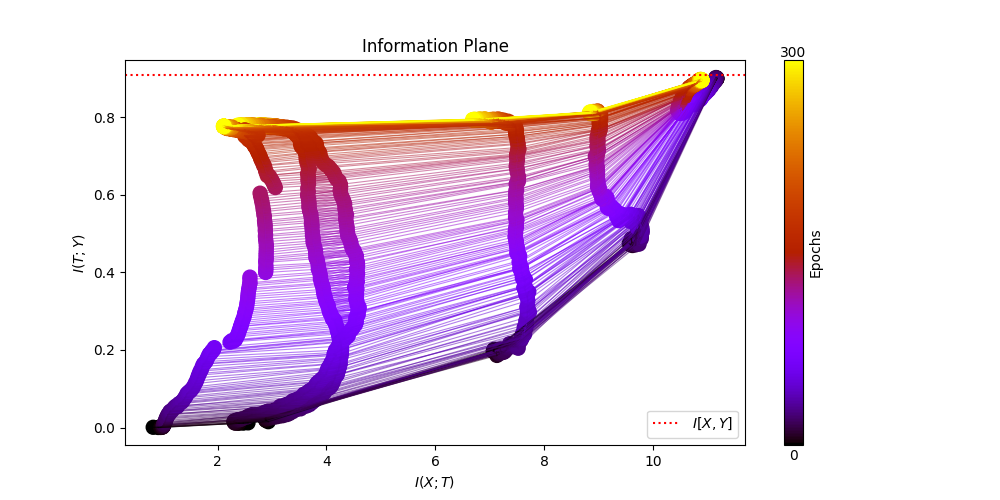 Information Plane
300
0.8
0.6
0.4
0.2
0.0
I(T; Y)
2
4
6
8
10
I(X; T)
I[X, Y]
Epochs
0